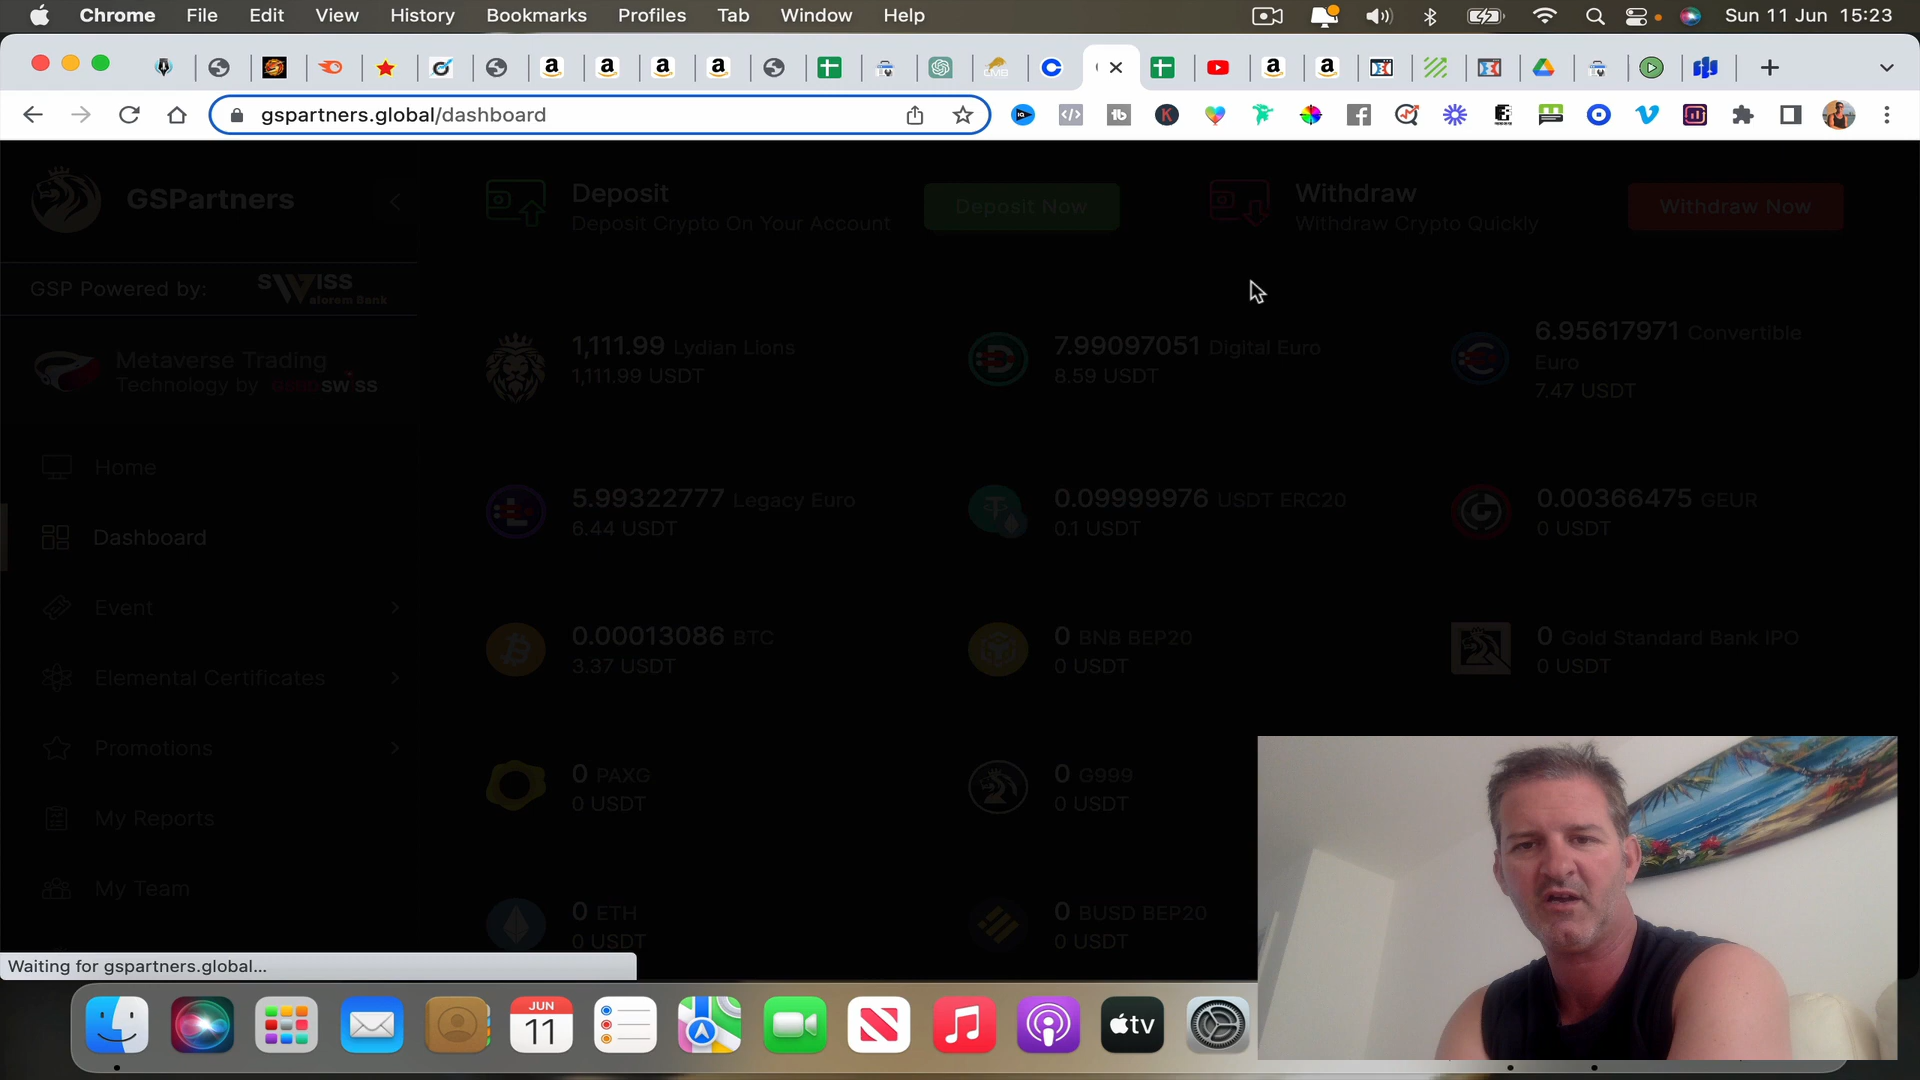 Chrome File Edit View History Bookmarks Profiles Tab Window Help Sun 11 Jun 15:23
gspartners.global/dashboard
GSPartners
Deposit
Deposit Crypto On Your Account
Deposit Now
Withdraw
Withdraw Crypto Quickly
Withdraw Now
GSP Powered by:
SWISS
Valorem Bank
Metaverse Trading
Technology by swiss
Home
Dashboard
Event
Elemental Certificates
Promotions
My Reports
My Team
1,111.99 Lydian Lions
1,111.99 USDT
7.99097051 Digital Euro
8.59 USDT
6.95617971 Convertible
Euro
7.47 USDT
5.99322777 Legacy Euro
6.44 USDT
0.09999976 USDT ERC20
0.1 USDT
0.00366475 GEUR
0 USDT
0.00013086 BTC
3.37 USDT
0 BNB BEP20
0 USDT
0 Gold Standard Bank IPO
0 USDT
0 PAXG
0 USDT
0 G999
0 USDT
0 ETH
0 USDT
0 BUSD BEP20
0 USDT
Waiting for gspartners.global...
JUN
11
tv